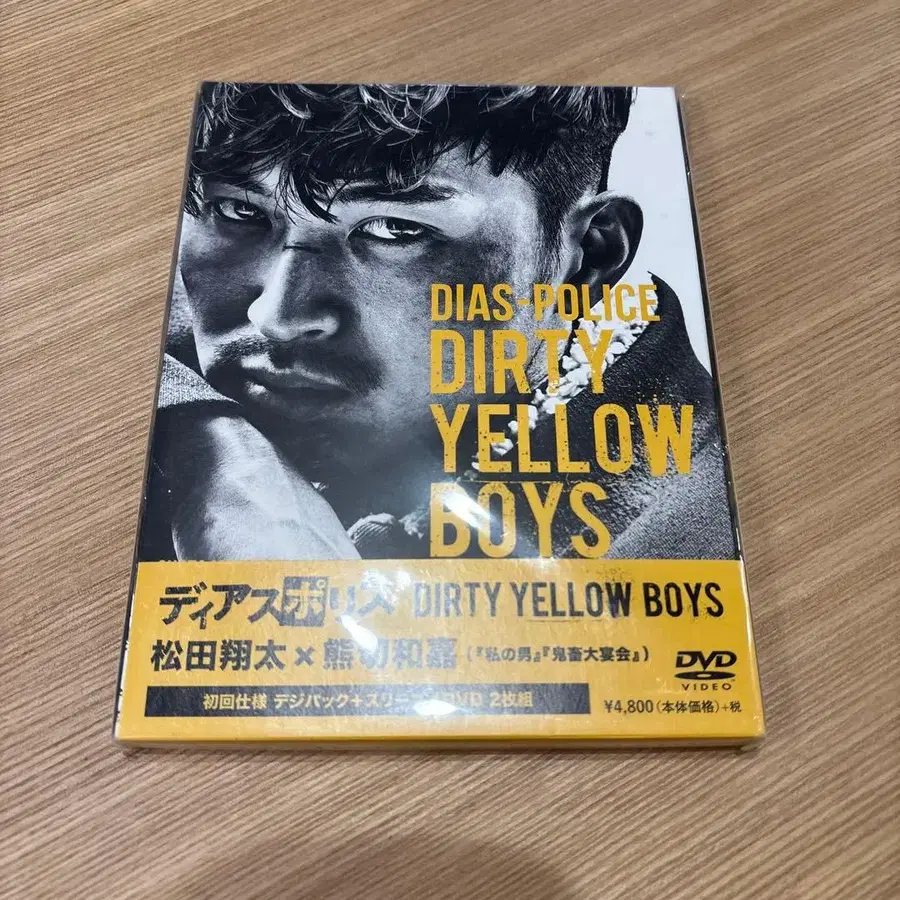 DIAS-POLICE
DIRTY
YELLOW
BOYS
ディアスポリス DIRTY YELLOW BOYS
松田翔太×熊切和嘉(『私の男』『鬼畜大宴会』)
DVD
VIDEO
初回仕様 デジパック+スリーブ DVD 2枚組
¥4,800(本体価格)+税